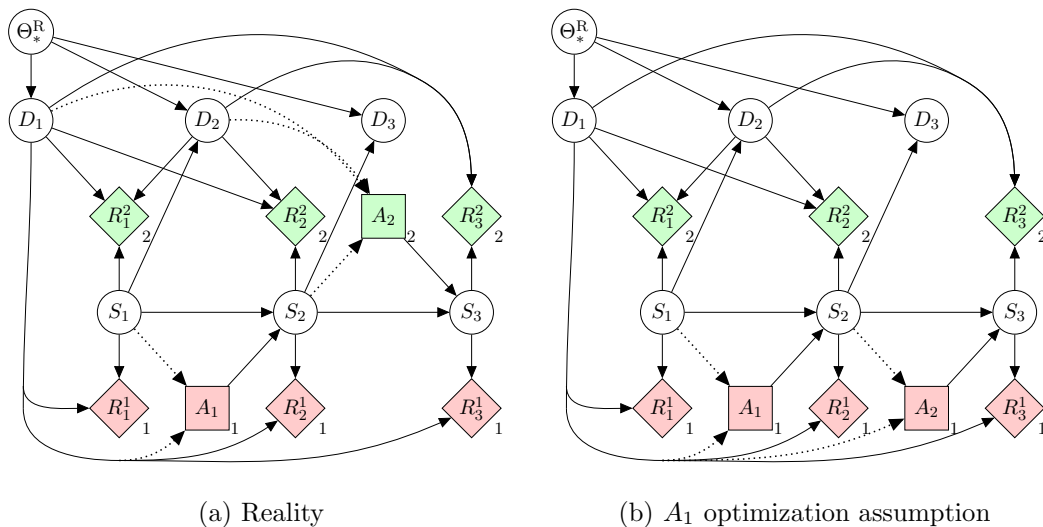 Θ^R_* Θ^R_*
D_1 D_2 D_3 D_1 D_2 D_3
R^2_1 2 R^2_2 2 A_2 2 R^2_3 2 R^2_1 2 R^2_2 2 R^2_3 2
S_1 S_2 S_3 S_1 S_2 S_3
R^1_1 1 A_1 1 R^1_2 1 R^1_3 1 R^1_1 1 A_1 1 R^1_2 1 A_2 1 R^1_3 1
(a) Reality (b) A_1 optimization assumption